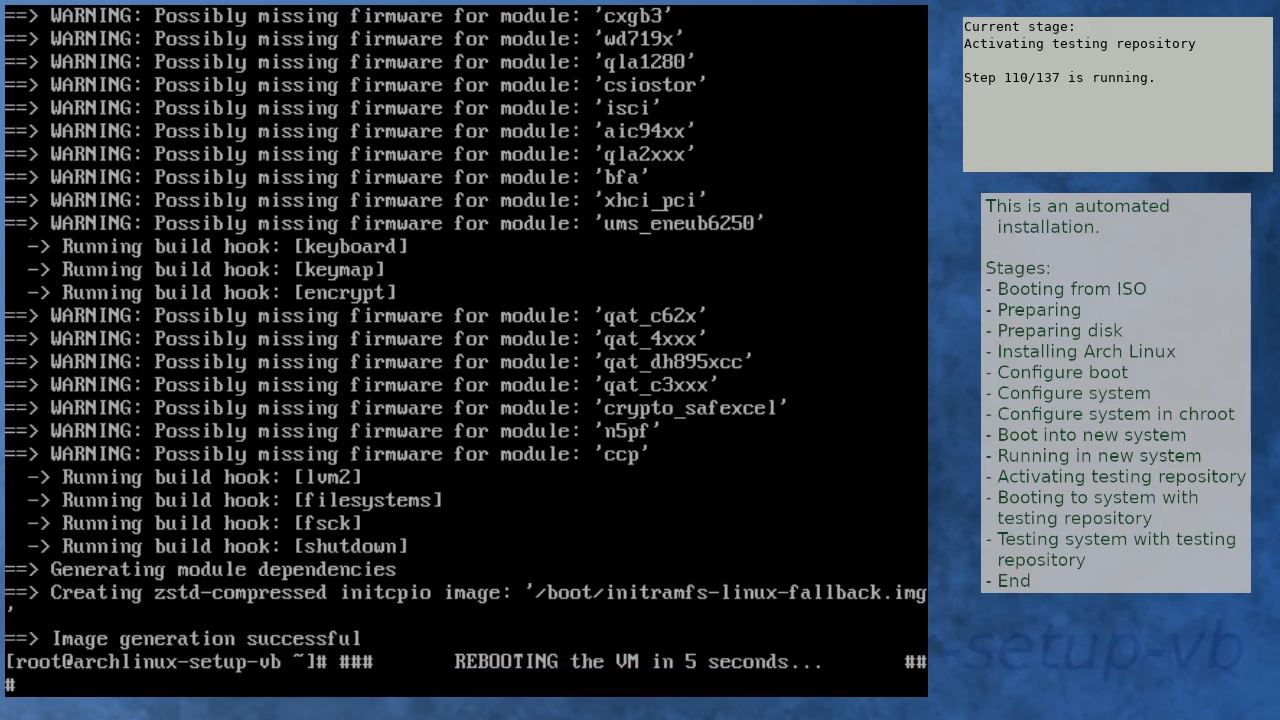 ==> WARNING: Possibly missing firmware for module: 'cxgb3'
==> WARNING: Possibly missing firmware for module: 'wd719x'
==> WARNING: Possibly missing firmware for module: 'qla1280'
==> WARNING: Possibly missing firmware for module: 'csiostor'
==> WARNING: Possibly missing firmware for module: 'isci'
==> WARNING: Possibly missing firmware for module: 'aic94xx'
==> WARNING: Possibly missing firmware for module: 'qla2xxx'
==> WARNING: Possibly missing firmware for module: 'bfa'
==> WARNING: Possibly missing firmware for module: 'xhci_pci'
==> WARNING: Possibly missing firmware for module: 'ums_eneub6250'
  -> Running build hook: [keyboard]
  -> Running build hook: [keymap]
  -> Running build hook: [encrypt]
==> WARNING: Possibly missing firmware for module: 'qat_c62x'
==> WARNING: Possibly missing firmware for module: 'qat_4xxx'
==> WARNING: Possibly missing firmware for module: 'qat_dh895xcc'
==> WARNING: Possibly missing firmware for module: 'qat_c3xxx'
==> WARNING: Possibly missing firmware for module: 'crypto_safexcel'
==> WARNING: Possibly missing firmware for module: 'n5pf'
==> WARNING: Possibly missing firmware for module: 'ccp'
  -> Running build hook: [lvm2]
  -> Running build hook: [filesystems]
  -> Running build hook: [fsck]
  -> Running build hook: [shutdown]
==> Generating module dependencies
==> Creating zstd-compressed initcpio image: '/boot/initramfs-linux-fallback.img
'
==> Image generation successful
[root@archlinux-setup-vb ~]# ###       REBOOTING the VM in 5 seconds...       ##
#
Current stage:
Activating testing repository
Step 110/137 is running.
This is an automated
installation.
Stages:
- Booting from ISO
- Preparing
- Preparing disk
- Installing Arch Linux
- Configure boot
- Configure system
- Configure system in chroot
- Boot into new system
- Running in new system
- Activating testing repository
- Booting to system with
testing repository
- Testing system with testing
repository
- End
-setup-vb